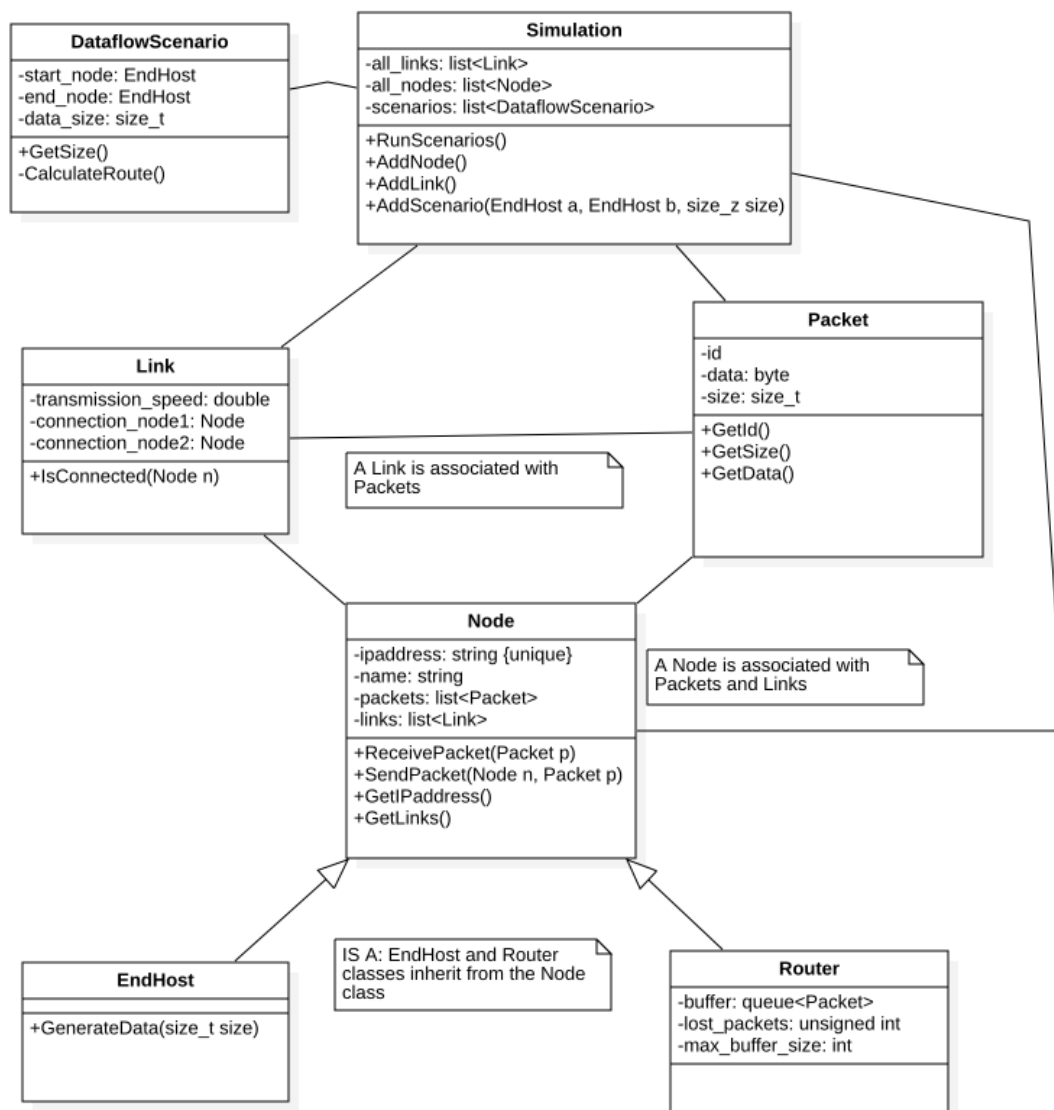 DataflowScenario
-start_node: EndHost
-end_node: EndHost
-data_size: size_t
+GetSize()
-CalculateRoute()
Simulation
-all_links: list<Link>
-all_nodes: list<Node>
-scenarios: list<DataflowScenario>
+RunScenarios()
+AddNode()
+AddLink()
+AddScenario(EndHost a, EndHost b, size_z size)
Link
-transmission_speed: double
-connection_node1: Node
-connection_node2: Node
+IsConnected(Node n)
Packet
-id
-data: byte
-size: size_t
+GetId()
+GetSize()
+GetData()
A Link is associated with
Packets
Node
-ipaddress: string {unique}
-name: string
-packets: list<Packet>
-links: list<Link>
+ReceivePacket(Packet p)
+SendPacket(Node n, Packet p)
+GetIPaddress()
+GetLinks()
A Node is associated with
Packets and Links
EndHost
+GenerateData(size_t size)
IS A: EndHost and Router
classes inherit from the Node
class
Router
-buffer: queue<Packet>
-lost_packets: unsigned int
-max_buffer_size: int